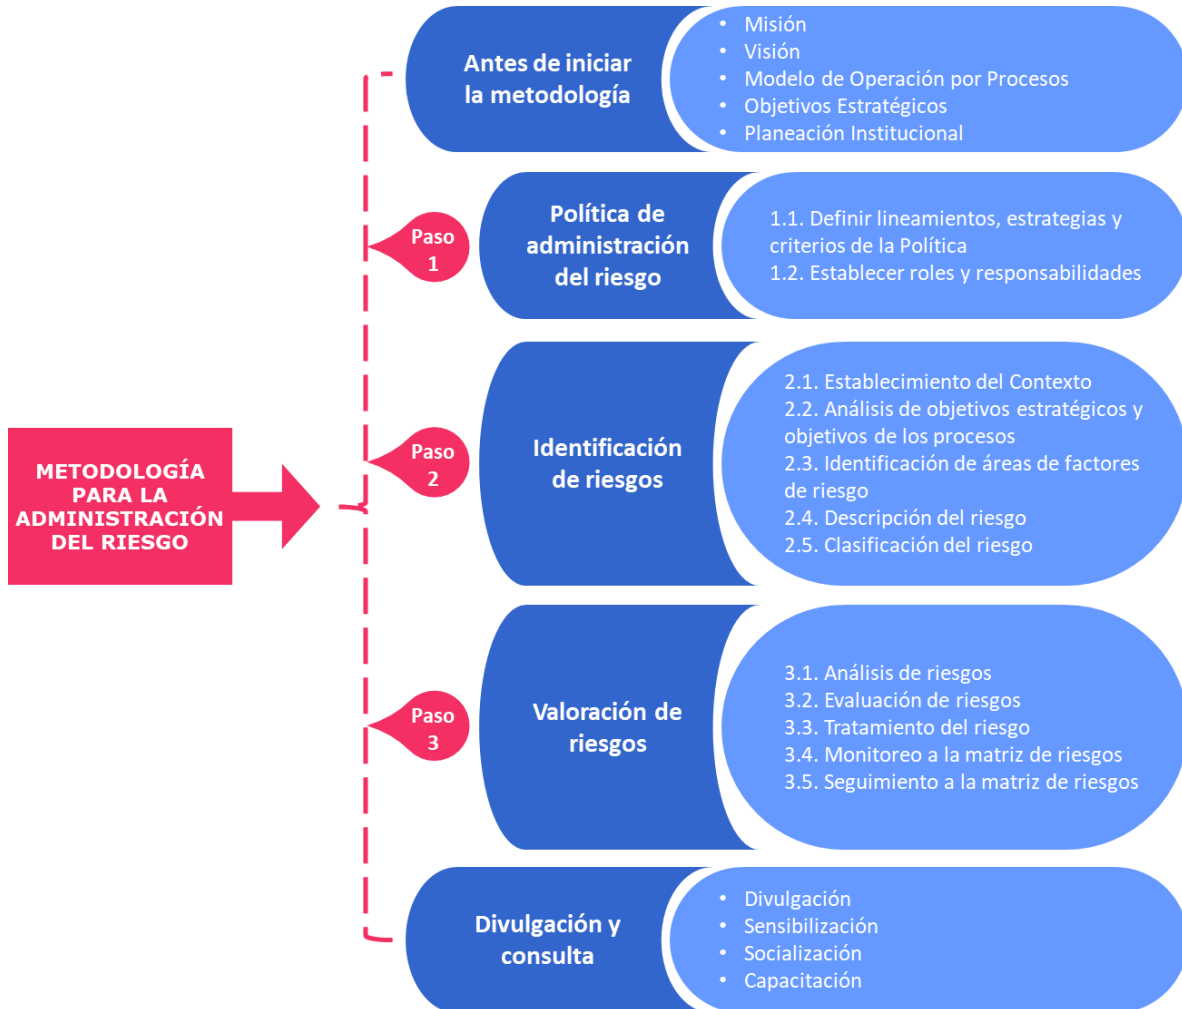 METODOLOGÍA
PARA LA
ADMINISTRACIÓN
DEL RIESGO
Antes de iniciar
la metodología
• Misión
• Visión
• Modelo de Operación por Procesos
• Objetivos Estratégicos
• Planeación Institucional
Paso
1
Política de
administración
del riesgo
1.1. Definir lineamientos, estrategias y
criterios de la Política
1.2. Establecer roles y responsabilidades
Paso
2
Identificación
de riesgos
2.1. Establecimiento del Contexto
2.2. Análisis de objetivos estratégicos y
objetivos de los procesos
2.3. Identificación de áreas de factores
de riesgo
2.4. Descripción del riesgo
2.5. Clasificación del riesgo
Paso
3
Valoración de
riesgos
3.1. Análisis de riesgos
3.2. Evaluación de riesgos
3.3. Tratamiento del riesgo
3.4. Monitoreo a la matriz de riesgos
3.5. Seguimiento a la matriz de riesgos
Divulgación y
consulta
• Divulgación
• Sensibilización
• Socialización
• Capacitación